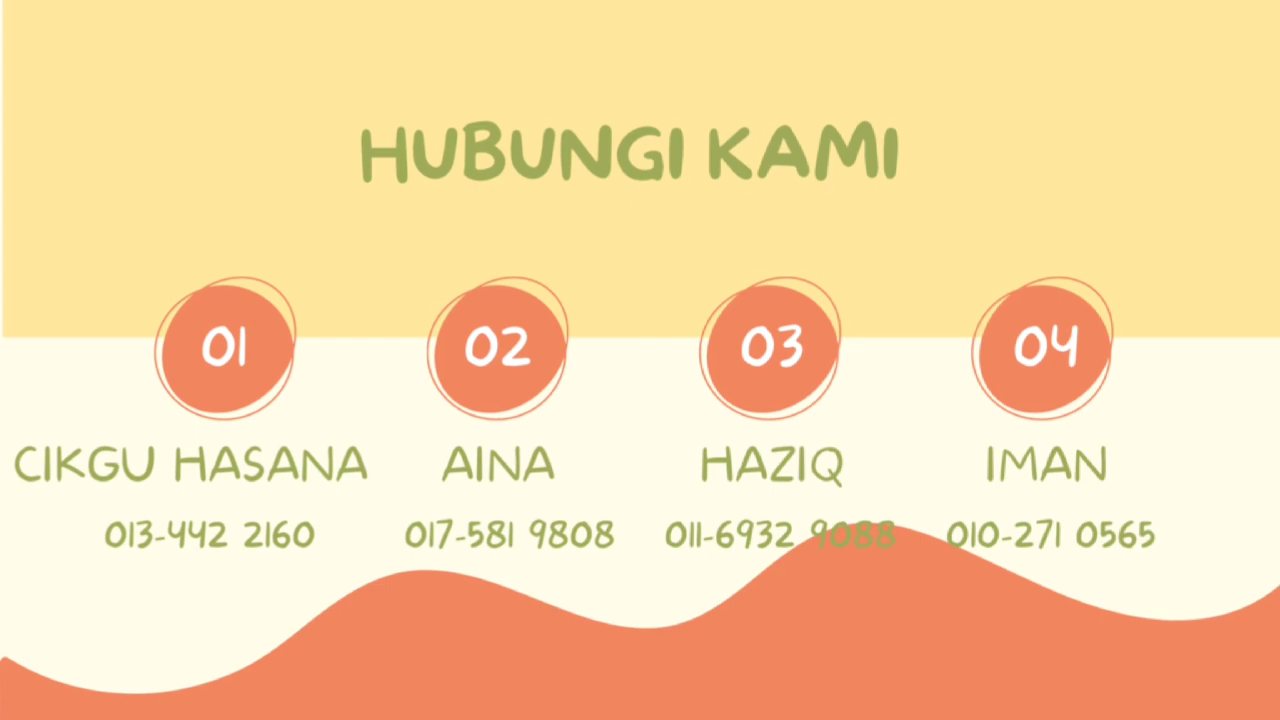 HUBUNGI KAMI
01
02
03
04
CIKGU HASANA
AINA
HAZIQ
IMAN
013-442 2160
017-581 9808
011-6932 9088
010-271 0565